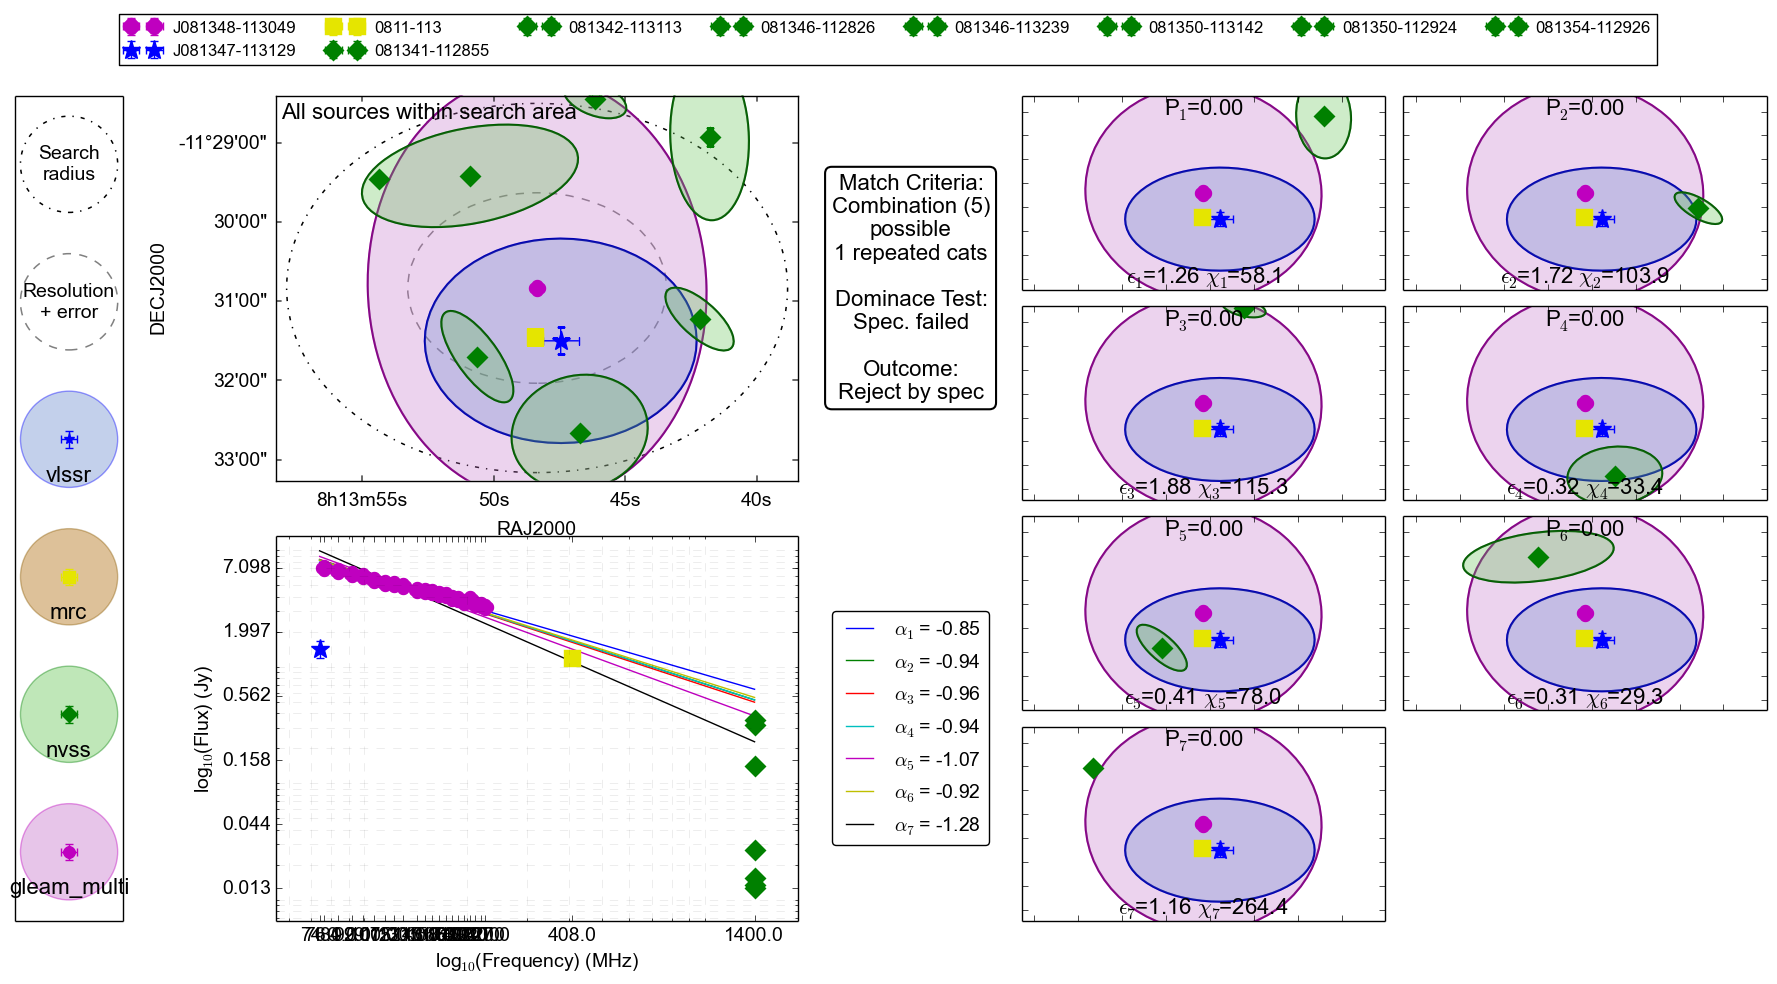 J081348-113049 0811-113 081342-113113 081346-112826 081346-113239 081350-113142 081350-112924 081354-112926
J081347-113129 081341-112855
Search
radius
Resolution
+ error
vlssr
mrc
nvss
gleam_multi
All sources within search area
DECJ2000
-11°29'00"
30'00"
31'00"
32'00"
33'00"
8h13m55s 50s 45s 40s
RAJ2000
Match Criteria:
Combination (5)
possible
1 repeated cats
Dominace Test:
Spec. failed
Outcome:
Reject by spec
log₁₀(Flux) (Jy)
7.098
1.997
0.562
0.158
0.044
0.013
408.0 1400.0
log₁₀(Frequency) (MHz)
α₁ = -0.85
α₂ = -0.94
α₃ = -0.96
α₄ = -0.94
α₅ = -1.07
α₆ = -0.92
α₇ = -1.28
P₁=0.00
ϵ₁=1.26 χ₁=58.1
P₂=0.00
ϵ₂=1.72 χ₂=103.9
P₃=0.00
ϵ₃=1.88 χ₃=115.3
P₄=0.00
ϵ₄=0.32 χ₄=33.4
P₅=0.00
ϵ₅=0.41 χ₅=78.0
P₆=0.00
ϵ₆=0.31 χ₆=29.3
P₇=0.00
ϵ₇=1.16 χ₇=264.4